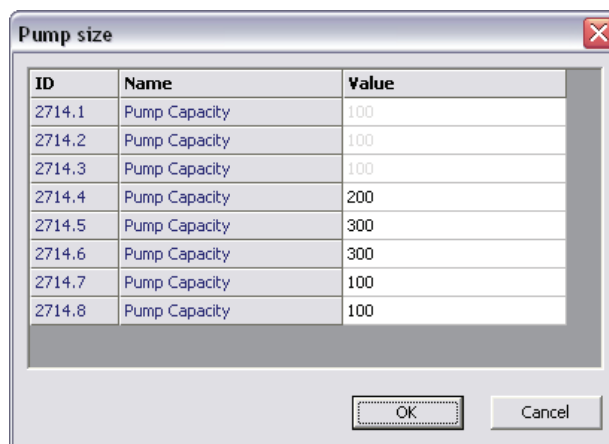 Pump size
ID Name Value
2714.1 Pump Capacity 100
2714.2 Pump Capacity 100
2714.3 Pump Capacity 100
2714.4 Pump Capacity 200
2714.5 Pump Capacity 300
2714.6 Pump Capacity 300
2714.7 Pump Capacity 100
2714.8 Pump Capacity 100
OK Cancel